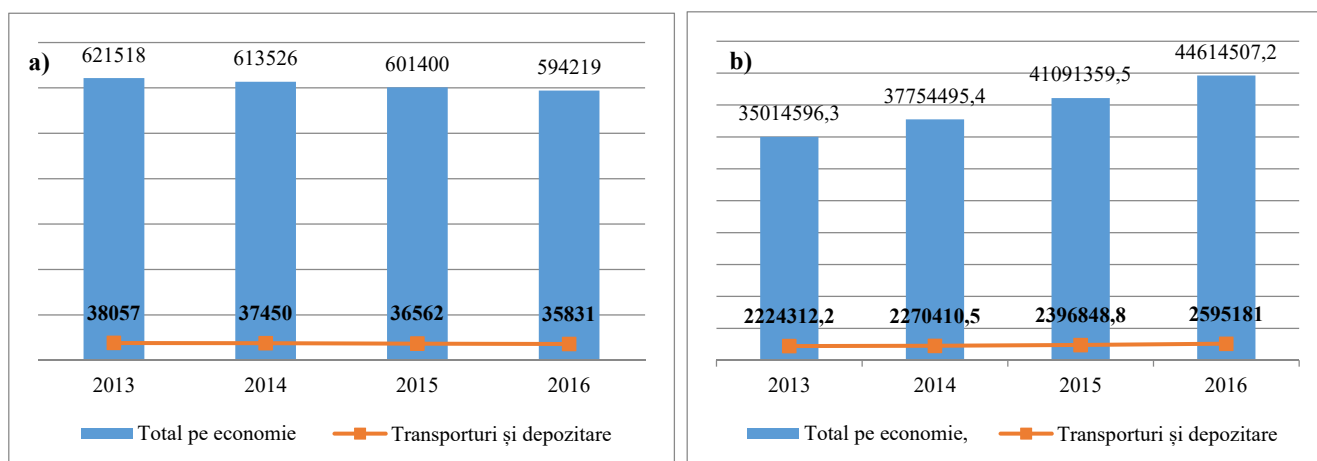 a)
621518 613526 601400 594219
38057 37450 36562 35831
2013 2014 2015 2016
Total pe economie Transporturi și depozitare
b)
35014596,3 37754495,4 41091359,5 44614507,2
2224312,2 2270410,5 2396848,8 2595181
2013 2014 2015 2016
Total pe economie, Transporturi și depozitare